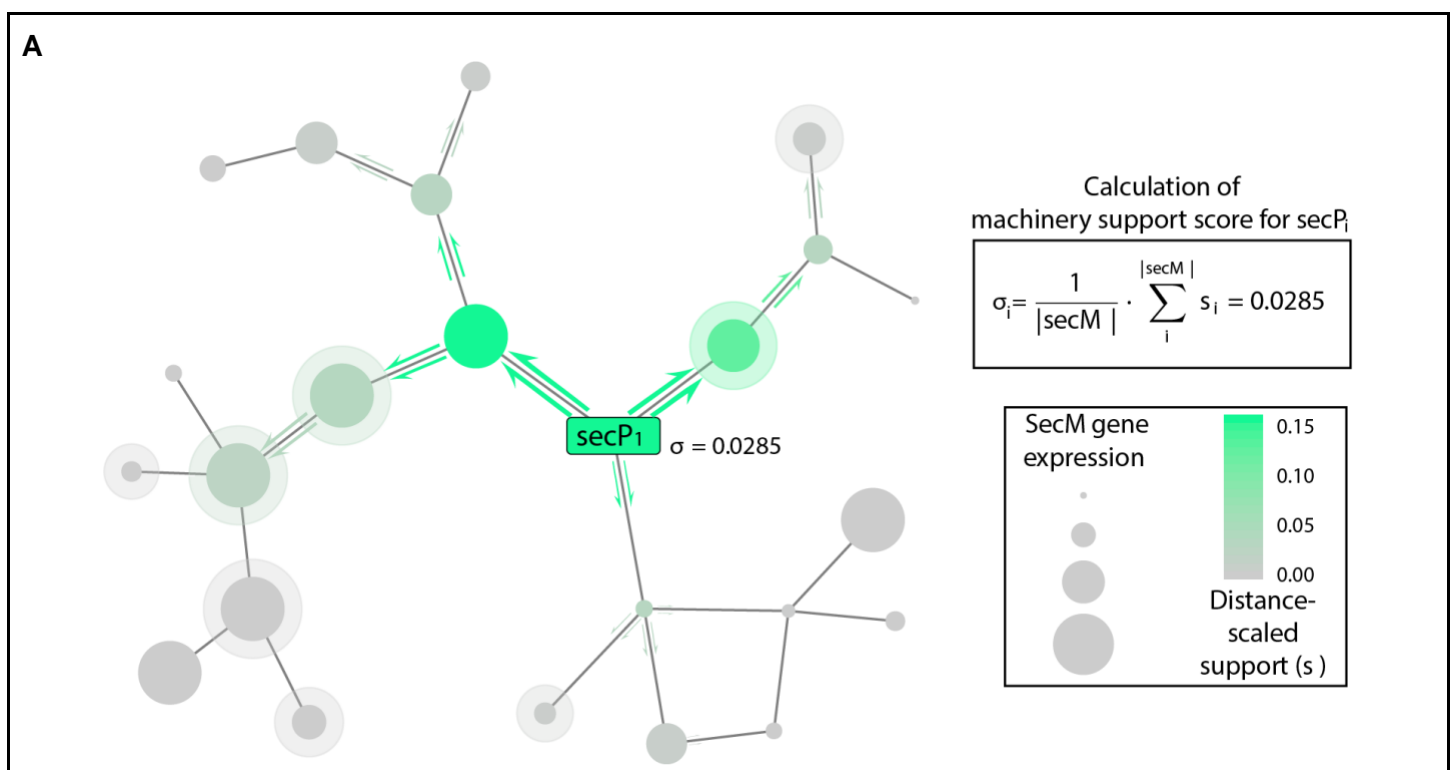 A
Calculation of
machinery support score for secPi
|secM |
σi= 1 / |secM | · ∑ si = 0.0285
i
secP1
σ = 0.0285
SecM gene
expression
0.15
0.10
0.05
0.00
Distance-
scaled
support (s )